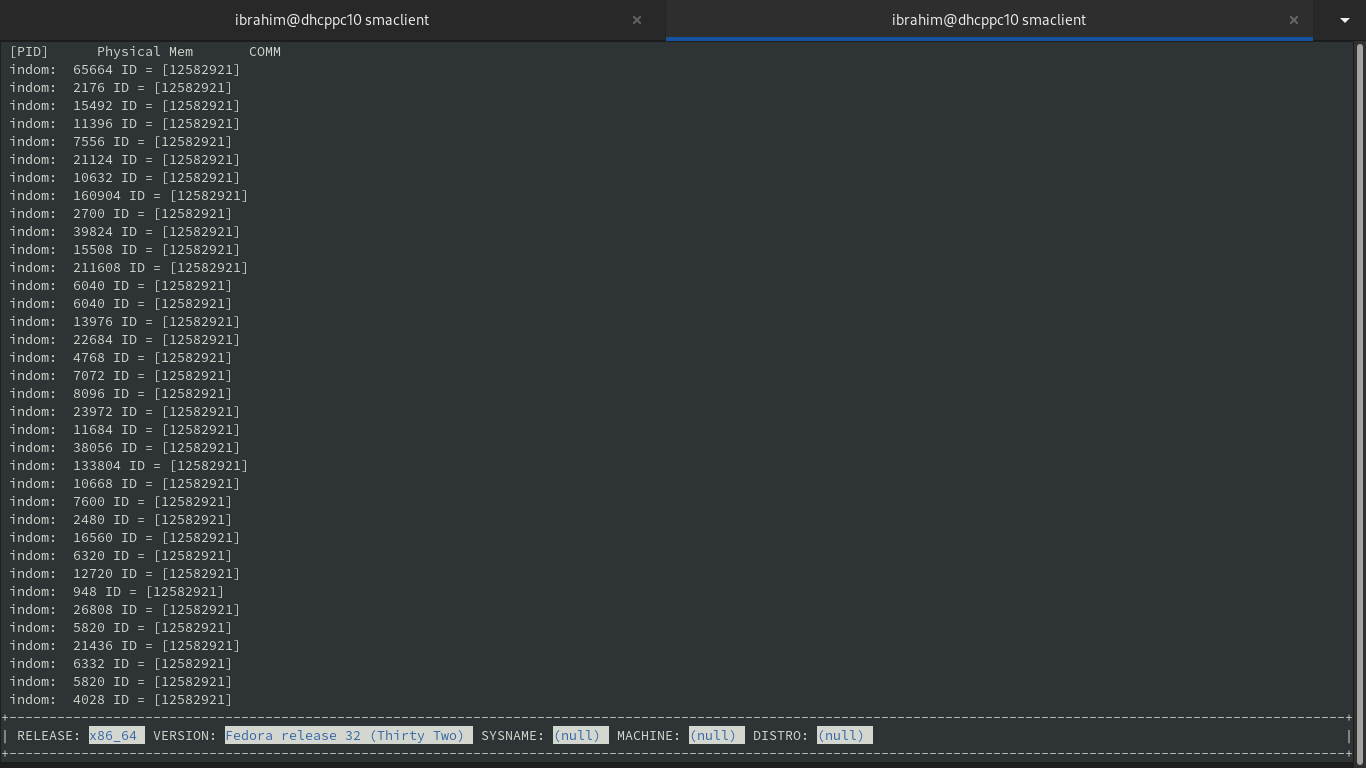 ibrahim@dhcppc10 smaclient × ibrahim@dhcppc10 smaclient ×
[PID] Physical Mem COMM
indom: 65664 ID = [12582921]
indom: 2176 ID = [12582921]
indom: 15492 ID = [12582921]
indom: 11396 ID = [12582921]
indom: 7556 ID = [12582921]
indom: 21124 ID = [12582921]
indom: 10632 ID = [12582921]
indom: 160904 ID = [12582921]
indom: 2700 ID = [12582921]
indom: 39824 ID = [12582921]
indom: 15508 ID = [12582921]
indom: 211608 ID = [12582921]
indom: 6040 ID = [12582921]
indom: 6040 ID = [12582921]
indom: 13976 ID = [12582921]
indom: 22684 ID = [12582921]
indom: 4768 ID = [12582921]
indom: 7072 ID = [12582921]
indom: 8096 ID = [12582921]
indom: 23972 ID = [12582921]
indom: 11684 ID = [12582921]
indom: 38056 ID = [12582921]
indom: 133804 ID = [12582921]
indom: 10668 ID = [12582921]
indom: 7600 ID = [12582921]
indom: 2480 ID = [12582921]
indom: 16560 ID = [12582921]
indom: 6320 ID = [12582921]
indom: 12720 ID = [12582921]
indom: 948 ID = [12582921]
indom: 26808 ID = [12582921]
indom: 5820 ID = [12582921]
indom: 21436 ID = [12582921]
indom: 6332 ID = [12582921]
indom: 5820 ID = [12582921]
indom: 4028 ID = [12582921]
| RELEASE: x86_64 VERSION: Fedora release 32 (Thirty Two) SYSNAME: (null) MACHINE: (null) DISTRO: (null) |